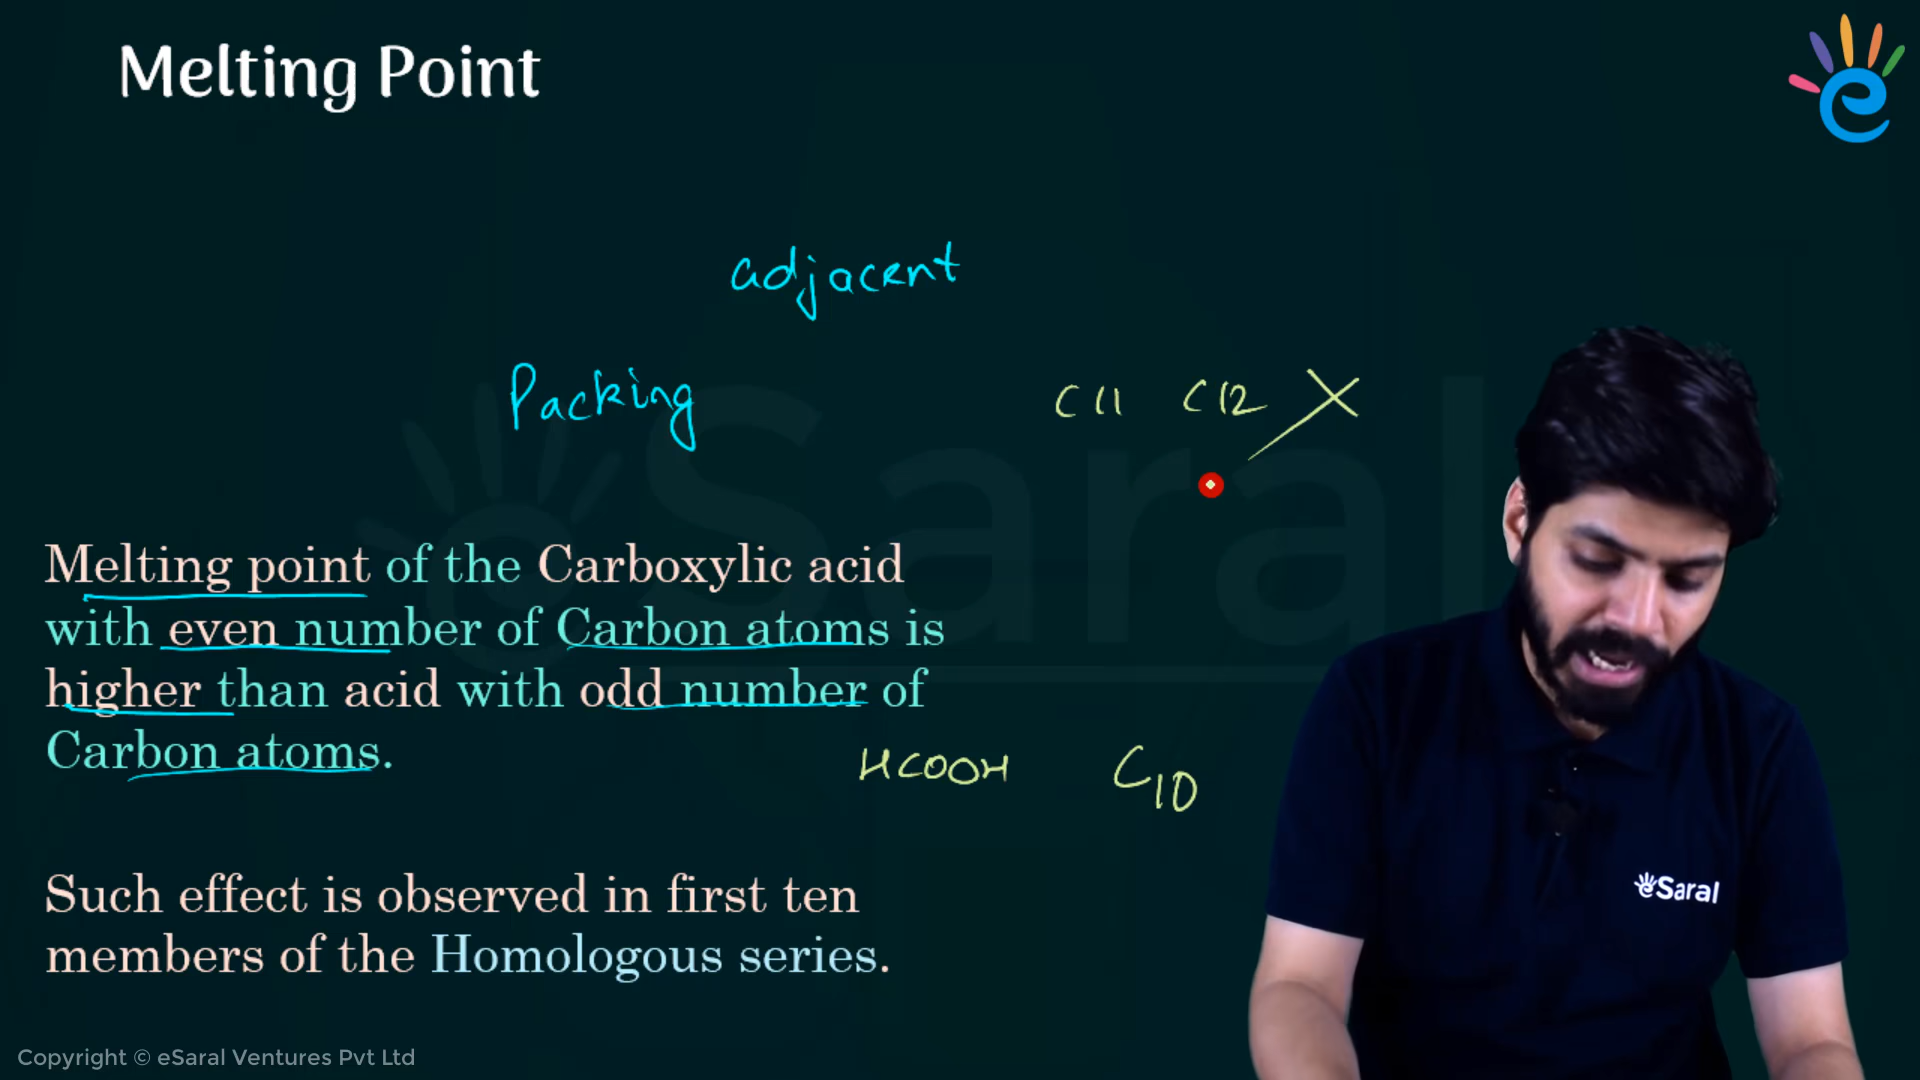 Melting Point
adjacent
Packing
C11 C12 X
Melting point of the Carboxylic acid
with even number of Carbon atoms is
higher than acid with odd number of
Carbon atoms.
HCOOH C10
Such effect is observed in first ten
members of the Homologous series.
eSaral
eSaral
Copyright © eSaral Ventures Pvt Ltd